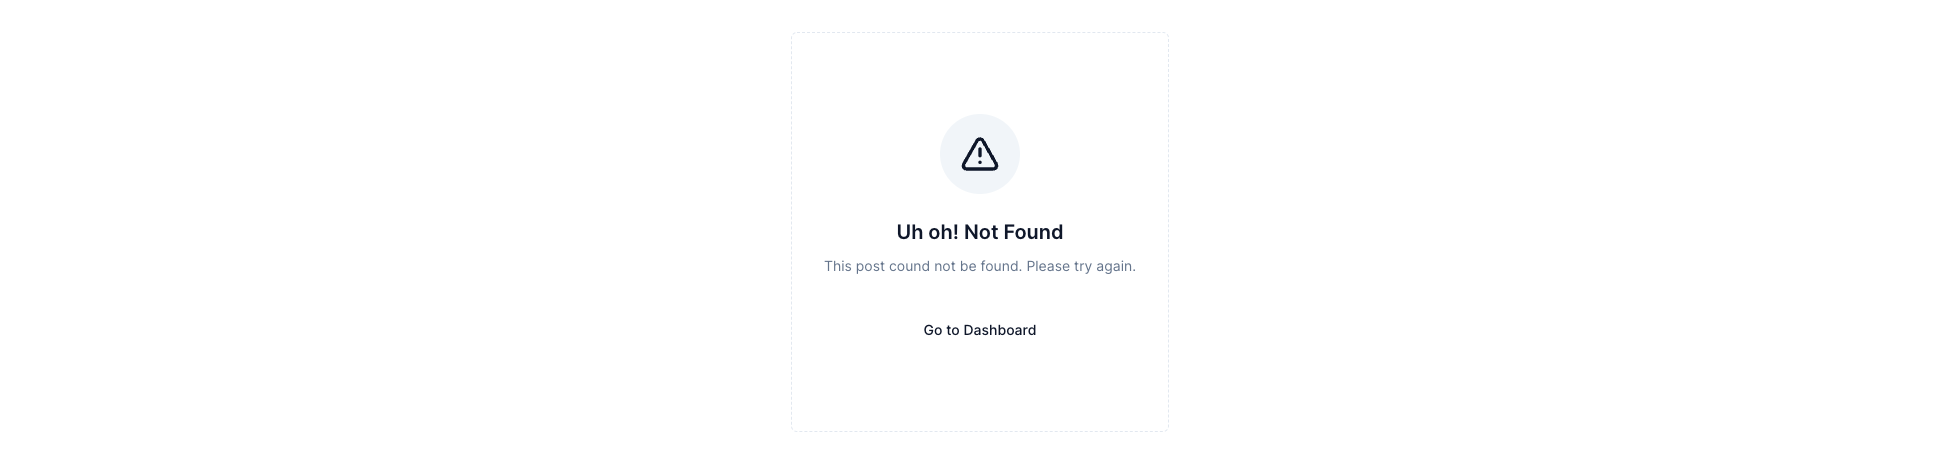 Uh oh! Not Found
This post cound not be found. Please try again.
Go to Dashboard